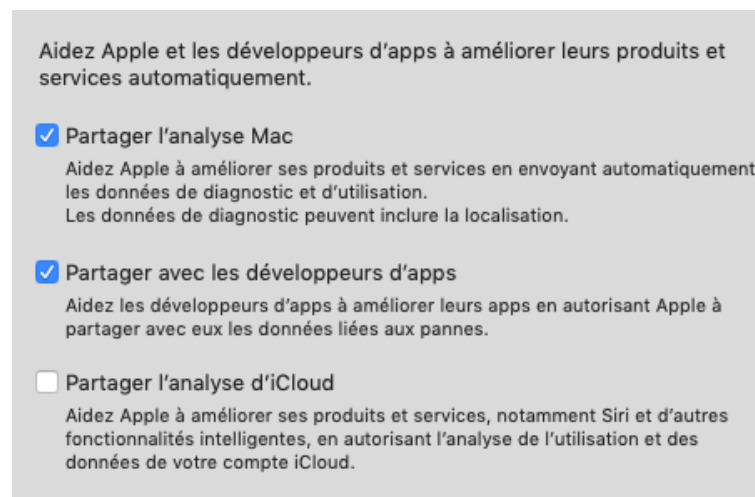 Aidez Apple et les développeurs d’apps à améliorer leurs produits et
services automatiquement.
Partager l’analyse Mac
Aidez Apple à améliorer ses produits et services en envoyant automatiquement
les données de diagnostic et d’utilisation.
Les données de diagnostic peuvent inclure la localisation.
Partager avec les développeurs d’apps
Aidez les développeurs d’apps à améliorer leurs apps en autorisant Apple à
partager avec eux les données liées aux pannes.
Partager l’analyse d’iCloud
Aidez Apple à améliorer ses produits et services, notamment Siri et d’autres
fonctionnalités intelligentes, en autorisant l’analyse de l’utilisation et des
données de votre compte iCloud.